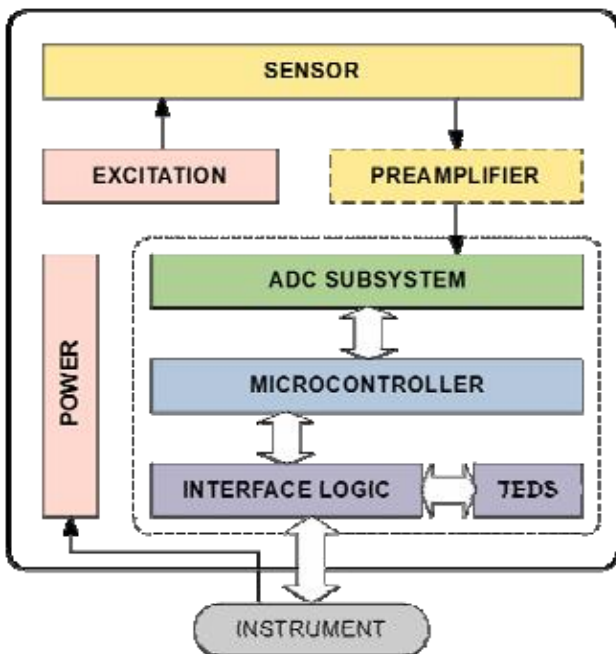 SENSOR
EXCITATION
PREAMPLIFIER
ADC SUBSYSTEM
POWER
MICROCONTROLLER
INTERFACE LOGIC
TEDS
INSTRUMENT